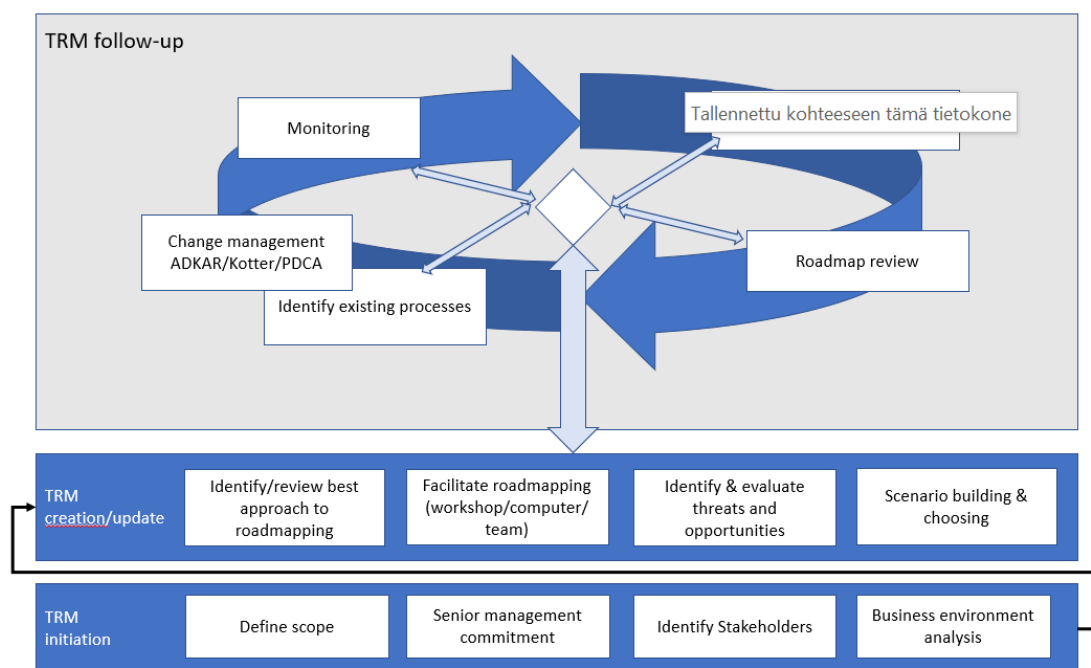 TRM follow-up
Monitoring
Tallennettu kohteeseen tämä tietokone
Change management
ADKAR/Kotter/PDCA
Roadmap review
Identify existing processes
TRM
creation/update
Identify/review best
approach to
roadmapping
Facilitate roadmapping
(workshop/computer/
team)
Identify & evaluate
threats and
opportunities
Scenario building &
choosing
TRM
initiation
Define scope
Senior management
commitment
Identify Stakeholders
Business environment
analysis